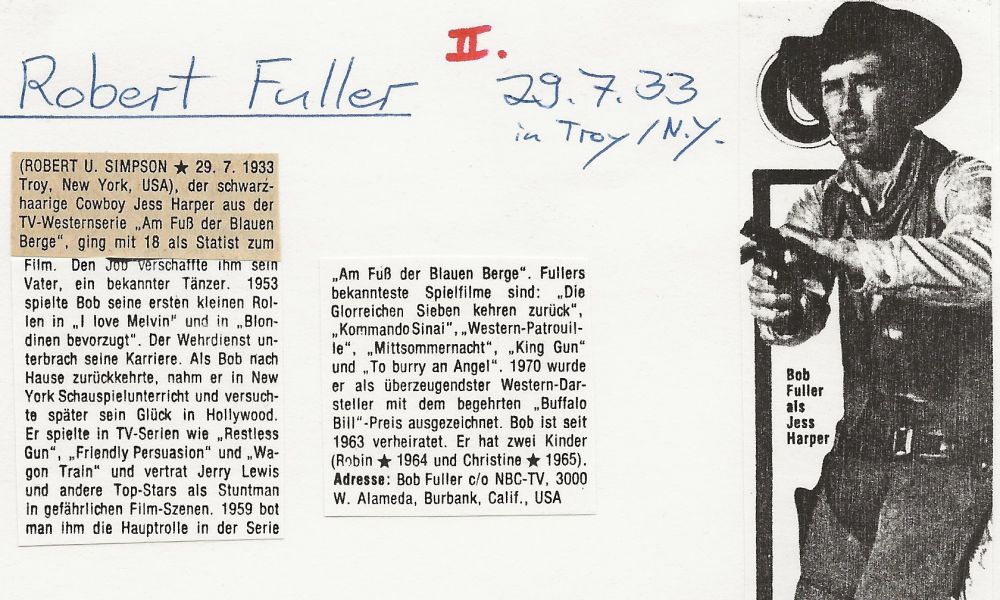 Robert Fuller
II.
29.7.33
in Troy/N.Y.
(ROBERT U. SIMPSON ★ 29. 7. 1933
Troy, New York, USA), der schwarz-
haarige Cowboy Jess Harper aus der
TV-Westernserie „Am Fuß der Blauen
Berge“, ging mit 18 als Statist zum
Film. Den Job verschaffte ihm sein
Vater, ein bekannter Tänzer. 1953
spielte Bob seine ersten kleinen Rol-
len in „I love Melvin“ und in „Blon-
dinen bevorzugt“. Der Wehrdienst un-
terbrach seine Karriere. Als Bob nach
Hause zurückkehrte, nahm er in New
York Schauspielunterricht und versuch-
te später sein Glück in Hollywood.
Er spielte in TV-Serien wie „Restless
Gun“, „Friendly Persuasion“ und „Wa-
gon Train“ und vertrat Jerry Lewis
und andere Top-Stars als Stuntman
in gefährlichen Film-Szenen. 1959 bot
man ihm die Hauptrolle in der Serie
„Am Fuß der Blauen Berge“. Fullers
bekannteste Spielfilme sind: „Die
Glorreichen Sieben kehren zurück“,
„Kommando Sinai“, „Western-Patrouil-
le“, „Mittsommernacht“, „King Gun“
und „To burry an Angel“. 1970 wurde
er als überzeugendster Western-Dar-
steller mit dem begehrten „Buffalo
Bill“-Preis ausgezeichnet. Bob ist seit
1963 verheiratet. Er hat zwei Kinder
(Robin ★ 1964 und Christine ★ 1965).
Adresse: Bob Fuller c/o NBC-TV, 3000
W. Alameda, Burbank, Calif., USA
Bob
Fuller
als
Jess
Harper